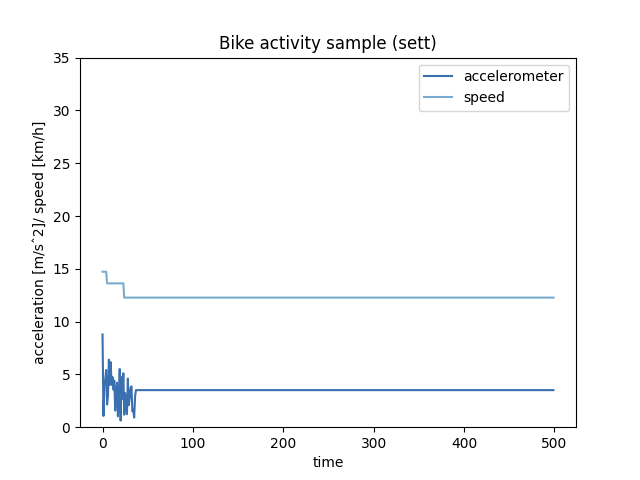 Bike activity sample (sett)
acceleration [m/sˆ2]/ speed [km/h]
35
30
25
20
15
10
5
0
accelerometer
speed
0 100 200 300 400 500
time